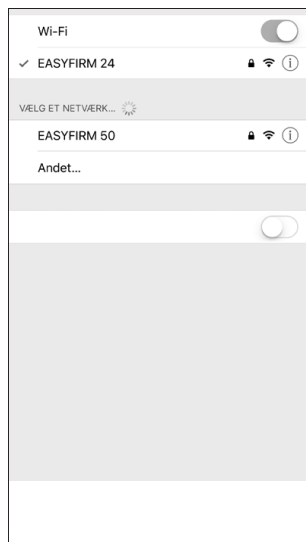 Wi-Fi
EASYFIRM 24
VÆLG ET NETVÆRK...
EASYFIRM 50
Andet...